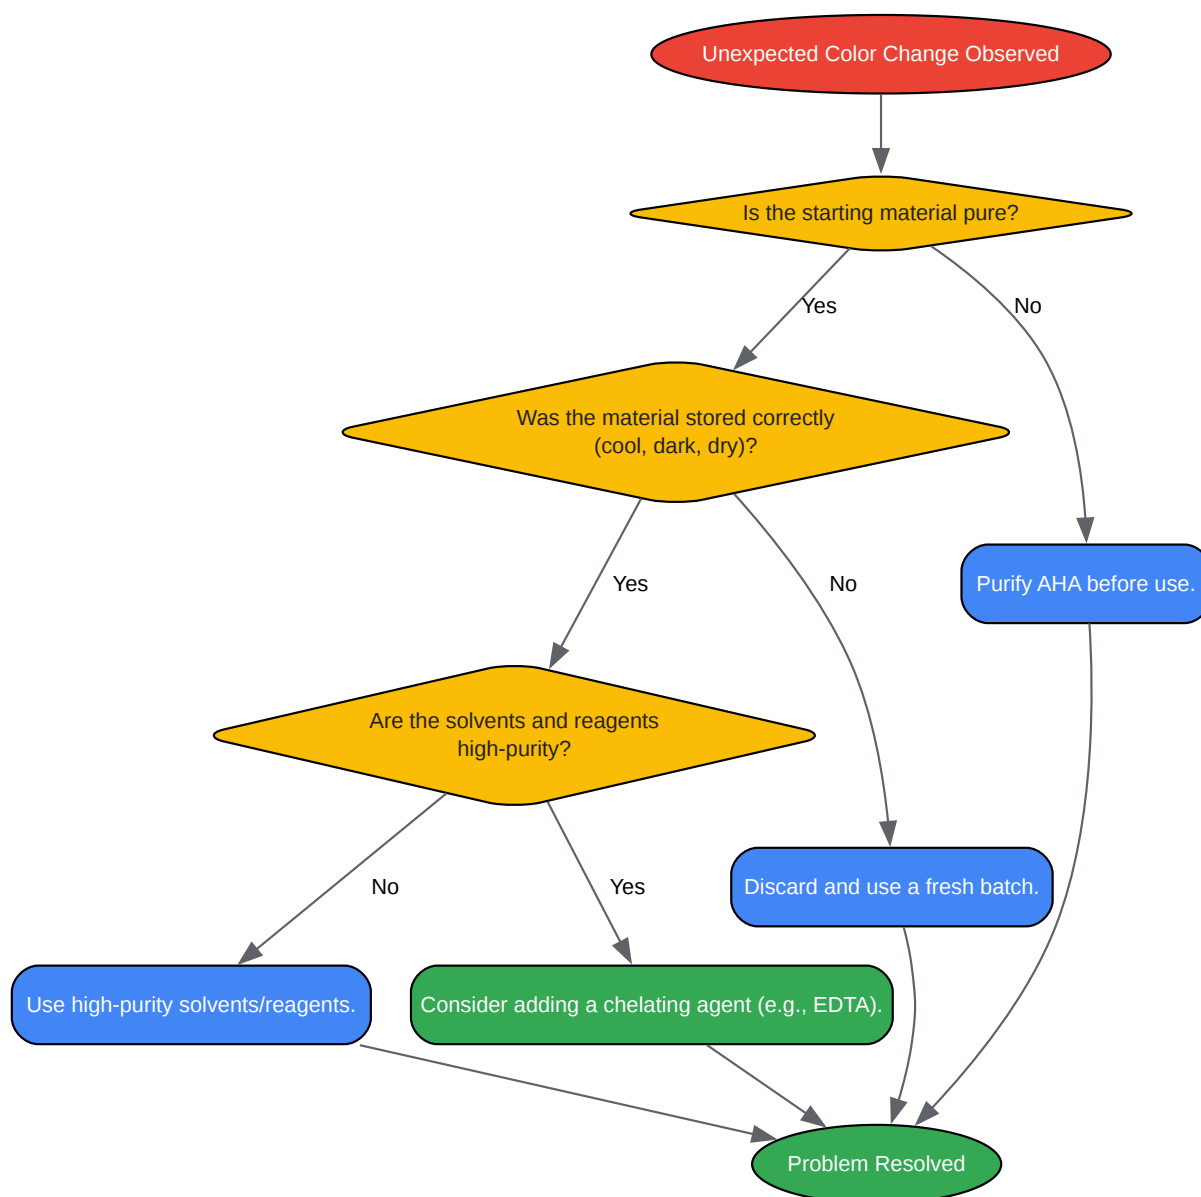 Unexpected Color Change Observed
Is the starting material pure?
Yes
No
Was the material stored correctly
(cool, dark, dry)?
Yes
No
Purify AHA before use.
Are the solvents and reagents
high-purity?
No
Yes
Discard and use a fresh batch.
Use high-purity solvents/reagents.
Consider adding a chelating agent (e.g., EDTA).
Problem Resolved